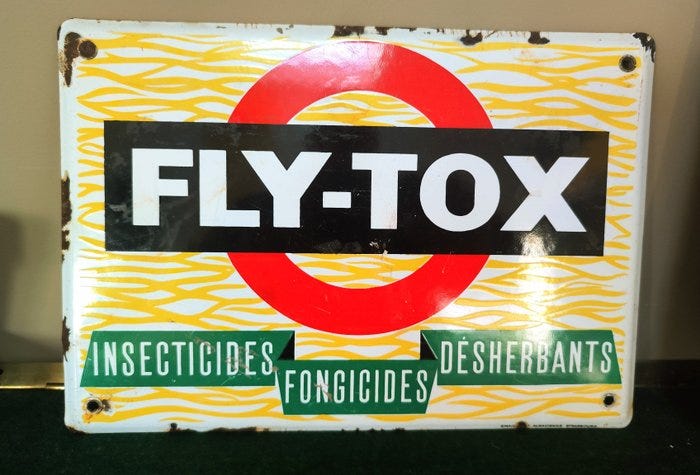 FLY-TOX
INSECTICIDES
FONGICIDES
DÉSHERBANTS